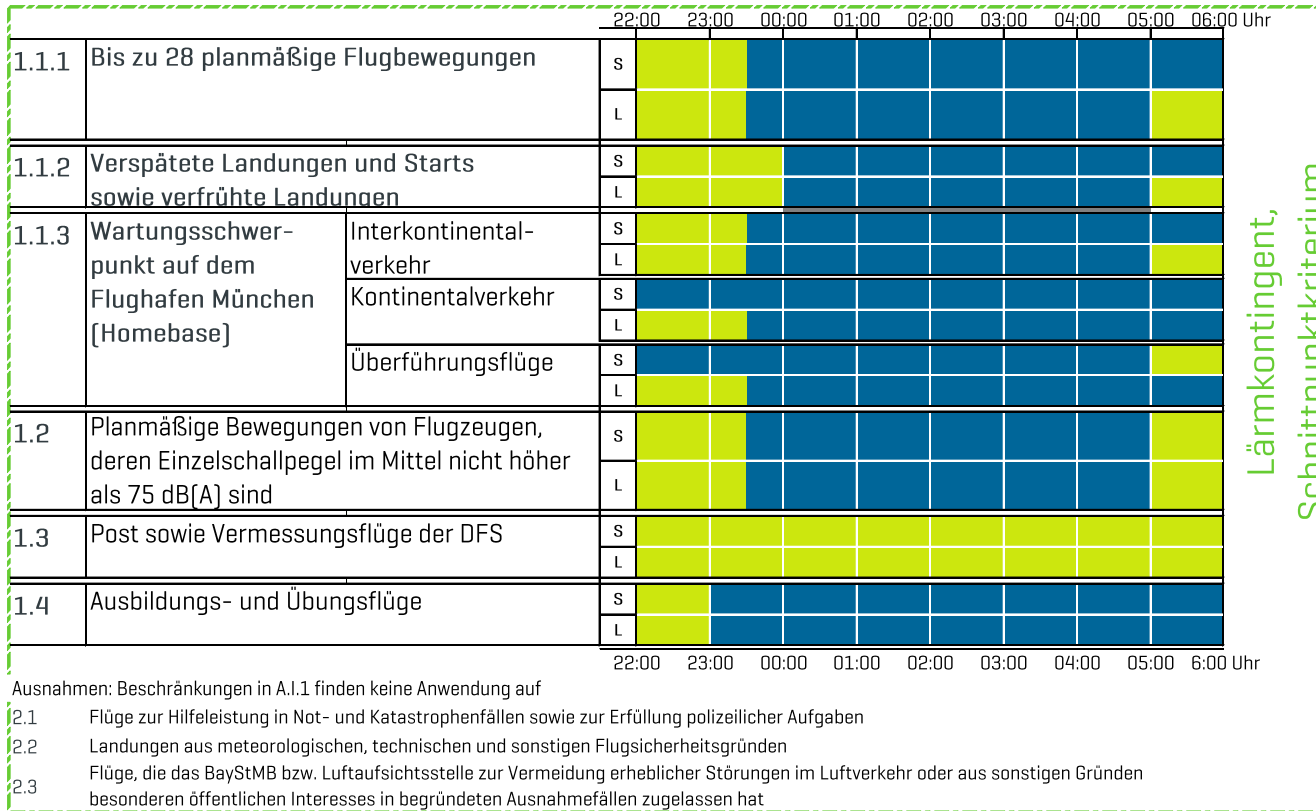 22:00 23:00 00:00 01:00 02:00 03:00 04:00 05:00 06:00 Uhr
1.1.1 Bis zu 28 planmäßige Flugbewegungen
S
L
1.1.2 Verspätete Landungen und Starts
sowie verfrühte Landungen
S
L
1.1.3 Wartungsschwer-
punkt auf dem
Flughafen München
(Homebase)
Interkontinental-
verkehr
S
L
Kontinentalverkehr
S
L
Überführungsflüge
S
L
1.2 Planmäßige Bewegungen von Flugzeugen,
deren Einzelschallpegel im Mittel nicht höher
als 75 dB(A) sind
S
L
1.3 Post sowie Vermessungsflüge der DFS
S
L
1.4 Ausbildungs- und Übungsflüge
S
L
22:00 23:00 00:00 01:00 02:00 03:00 04:00 05:00 6:00 Uhr
Lärmkontingent,
Schnittpunktkriterium
Ausnahmen: Beschränkungen in A.I.1 finden keine Anwendung auf
2.1 Flüge zur Hilfeleistung in Not- und Katastrophenfällen sowie zur Erfüllung polizeilicher Aufgaben
2.2 Landungen aus meteorologischen, technischen und sonstigen Flugsicherheitsgründen
2.3 Flüge, die das BayStMB bzw. Luftaufsichtsstelle zur Vermeidung erheblicher Störungen im Luftverkehr oder aus sonstigen Gründen
besonderen öffentlichen Interesses in begründeten Ausnahmefällen zugelassen hat